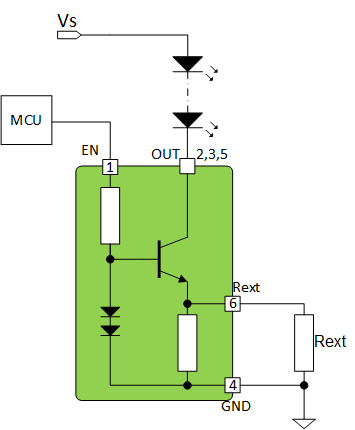 Vs
MCU
EN
OUT 2,3,5
1
Rext
6
Rext
4
GND